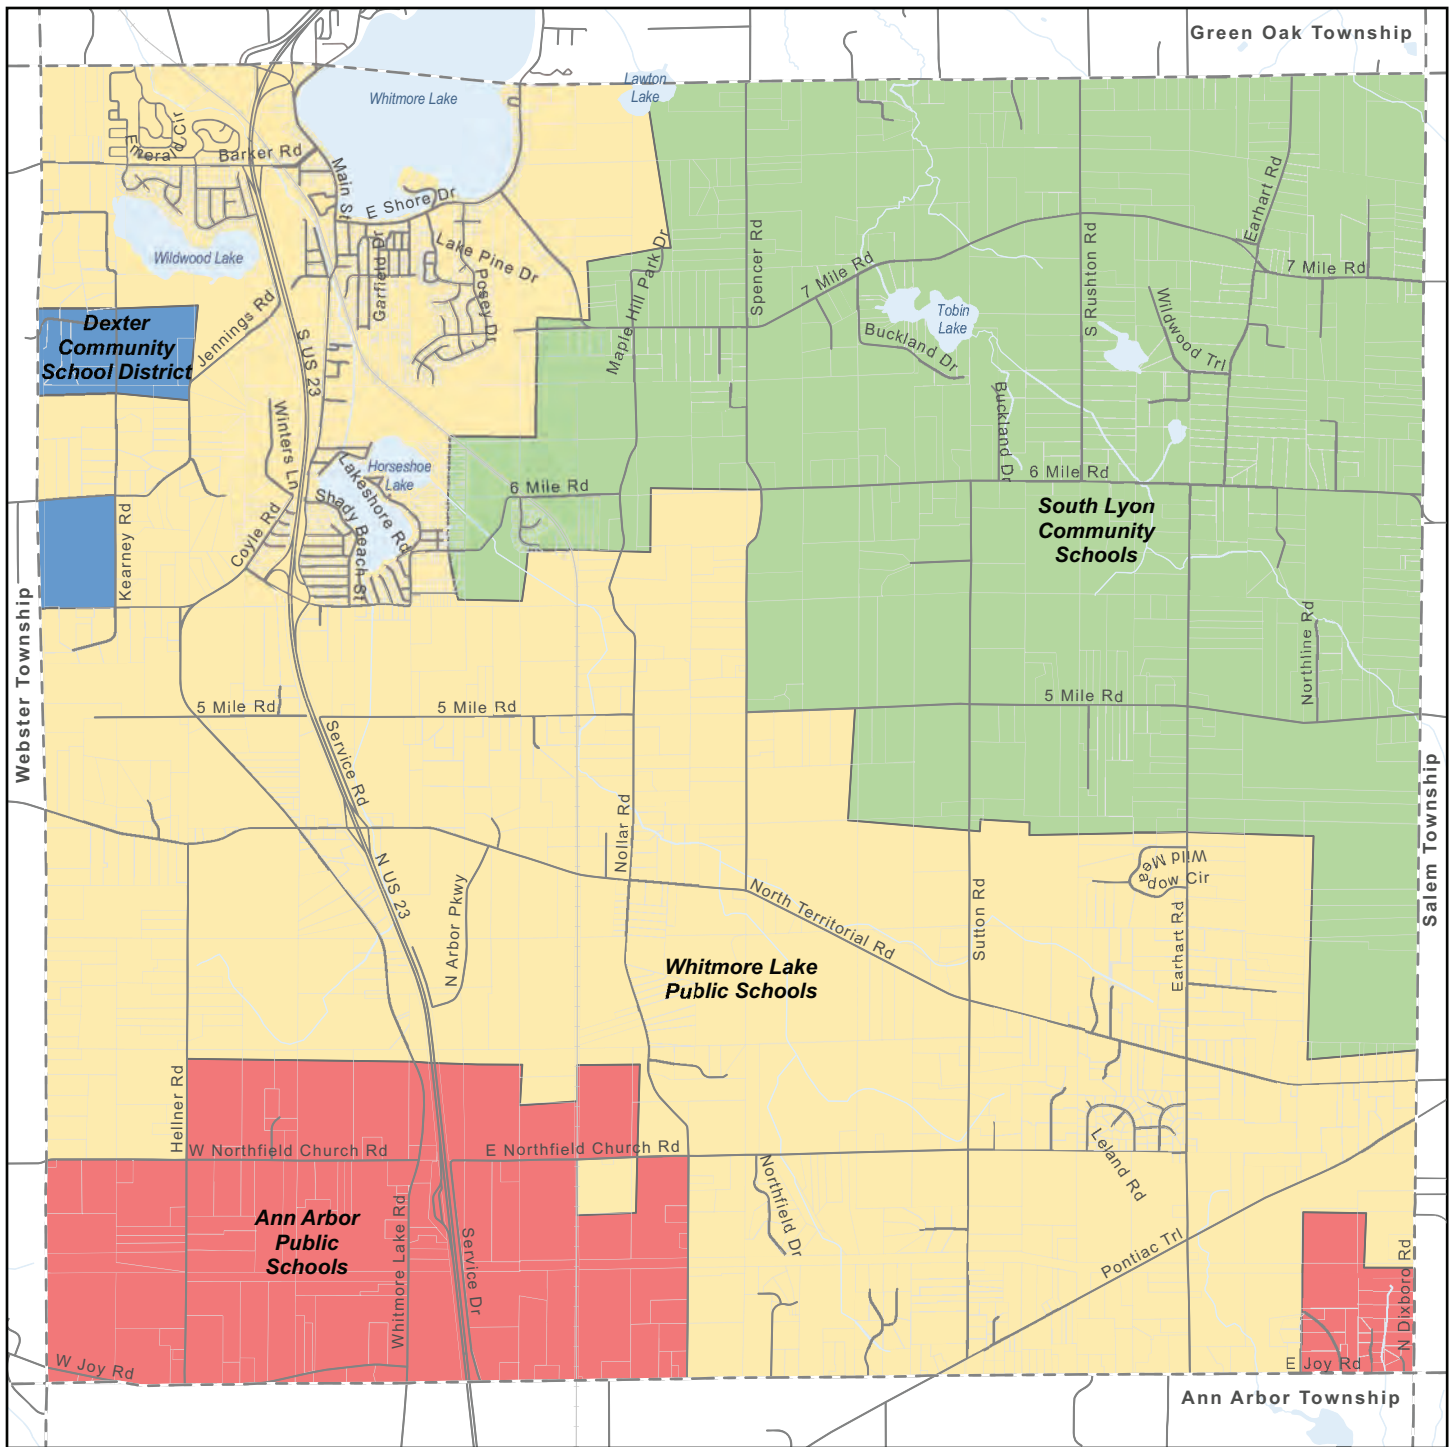 Green Oak Township
Lawton
Lake
Whitmore Lake
Emerald Cir
Barker Rd
Main St
E Shore Dr
Earhart Rd
Wildwood Lake
Garfield Dr
Lake Pine Dr
Posey Dr
Maple Hill Park Dr
Spencer Rd
7 Mile Rd
S Rushton Rd
7 Mile Rd
Dexter
Community
School District
Jennings Rd
S US 23
Tobin
Lake
Buckland Dr
Wildwood Trl
Buckland Dr
Winters Ln
Horseshoe
Lake
Lakeshore Rd
Shady Beach St
6 Mile Rd
6 Mile Rd
South Lyon
Community
Schools
Kearney Rd
Coyle Rd
Webster Township
Northline Rd
5 Mile Rd
5 Mile Rd
5 Mile Rd
Service Rd
Salem Township
Nollar Rd
N US 23
N Arbor Pkwy
North Territorial Rd
Sutton Rd
Wild Mea
dow Cir
Earhart Rd
Whitmore Lake
Public Schools
Hellner Rd
W Northfield Church Rd
E Northfield Church Rd
Leland Rd
Northfield Dr
Ann Arbor
Public
Schools
Whitmore Lake Rd
Service Dr
Pontiac Trl
N Dixboro Rd
W Joy Rd
E Joy Rd
Ann Arbor Township